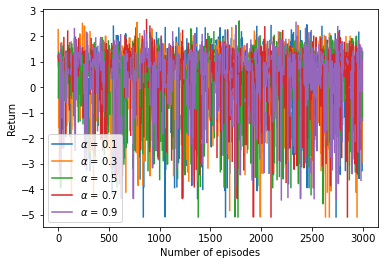 3
2
1
0
−1
−2
−3
−4
−5
Return
α = 0.1
α = 0.3
α = 0.5
α = 0.7
α = 0.9
0 500 1000 1500 2000 2500 3000
Number of episodes